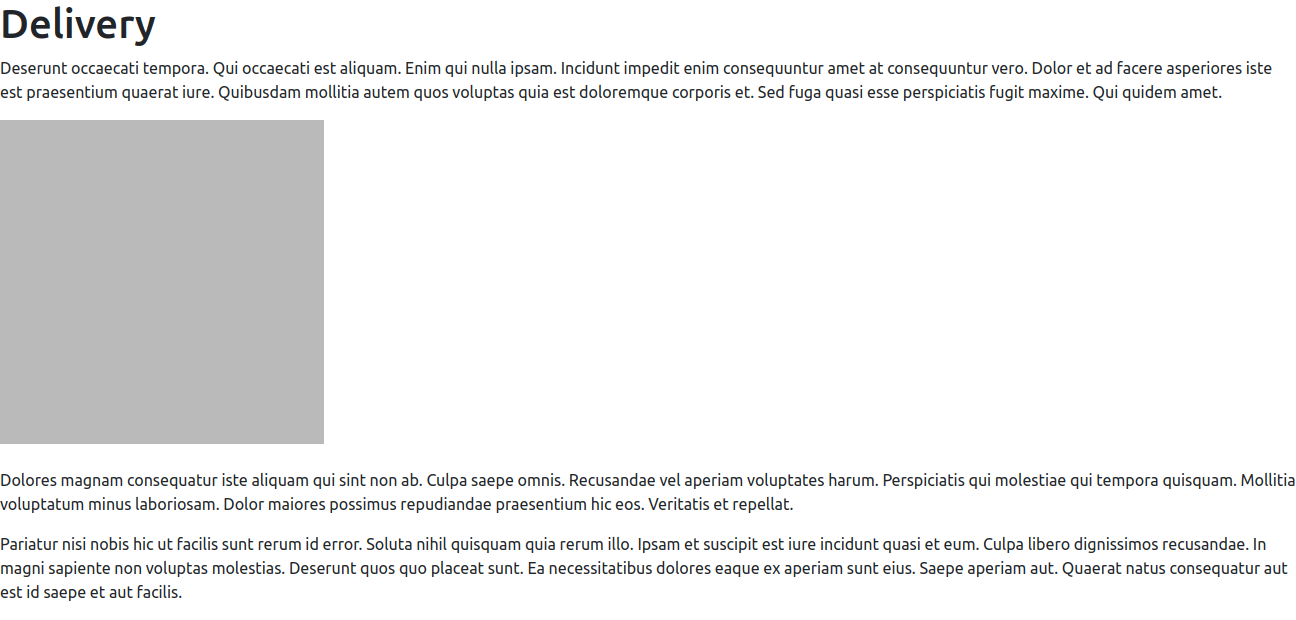 Delivery
Deserunt occaecati tempora. Qui occaecati est aliquam. Enim qui nulla ipsam. Incidunt impedit enim consequuntur amet at consequuntur vero. Dolor et ad facere asperiores iste
est praesentium quaerat iure. Quibusdam mollitia autem quos voluptas quia est doloremque corporis et. Sed fuga quasi esse perspiciatis fugit maxime. Qui quidem amet.
Dolores magnam consequatur iste aliquam qui sint non ab. Culpa saepe omnis. Recusandae vel aperiam voluptates harum. Perspiciatis qui molestiae qui tempora quisquam. Mollitia
voluptatum minus laboriosam. Dolor maiores possimus repudiandae praesentium hic eos. Veritatis et repellat.
Pariatur nisi nobis hic ut facilis sunt rerum id error. Soluta nihil quisquam quia rerum illo. Ipsam et suscipit est iure incidunt quasi et eum. Culpa libero dignissimos recusandae. In
magni sapiente non voluptas molestias. Deserunt quos quo placeat sunt. Ea necessitatibus dolores eaque ex aperiam sunt eius. Saepe aperiam aut. Quaerat natus consequatur aut
est id saepe et aut facilis.